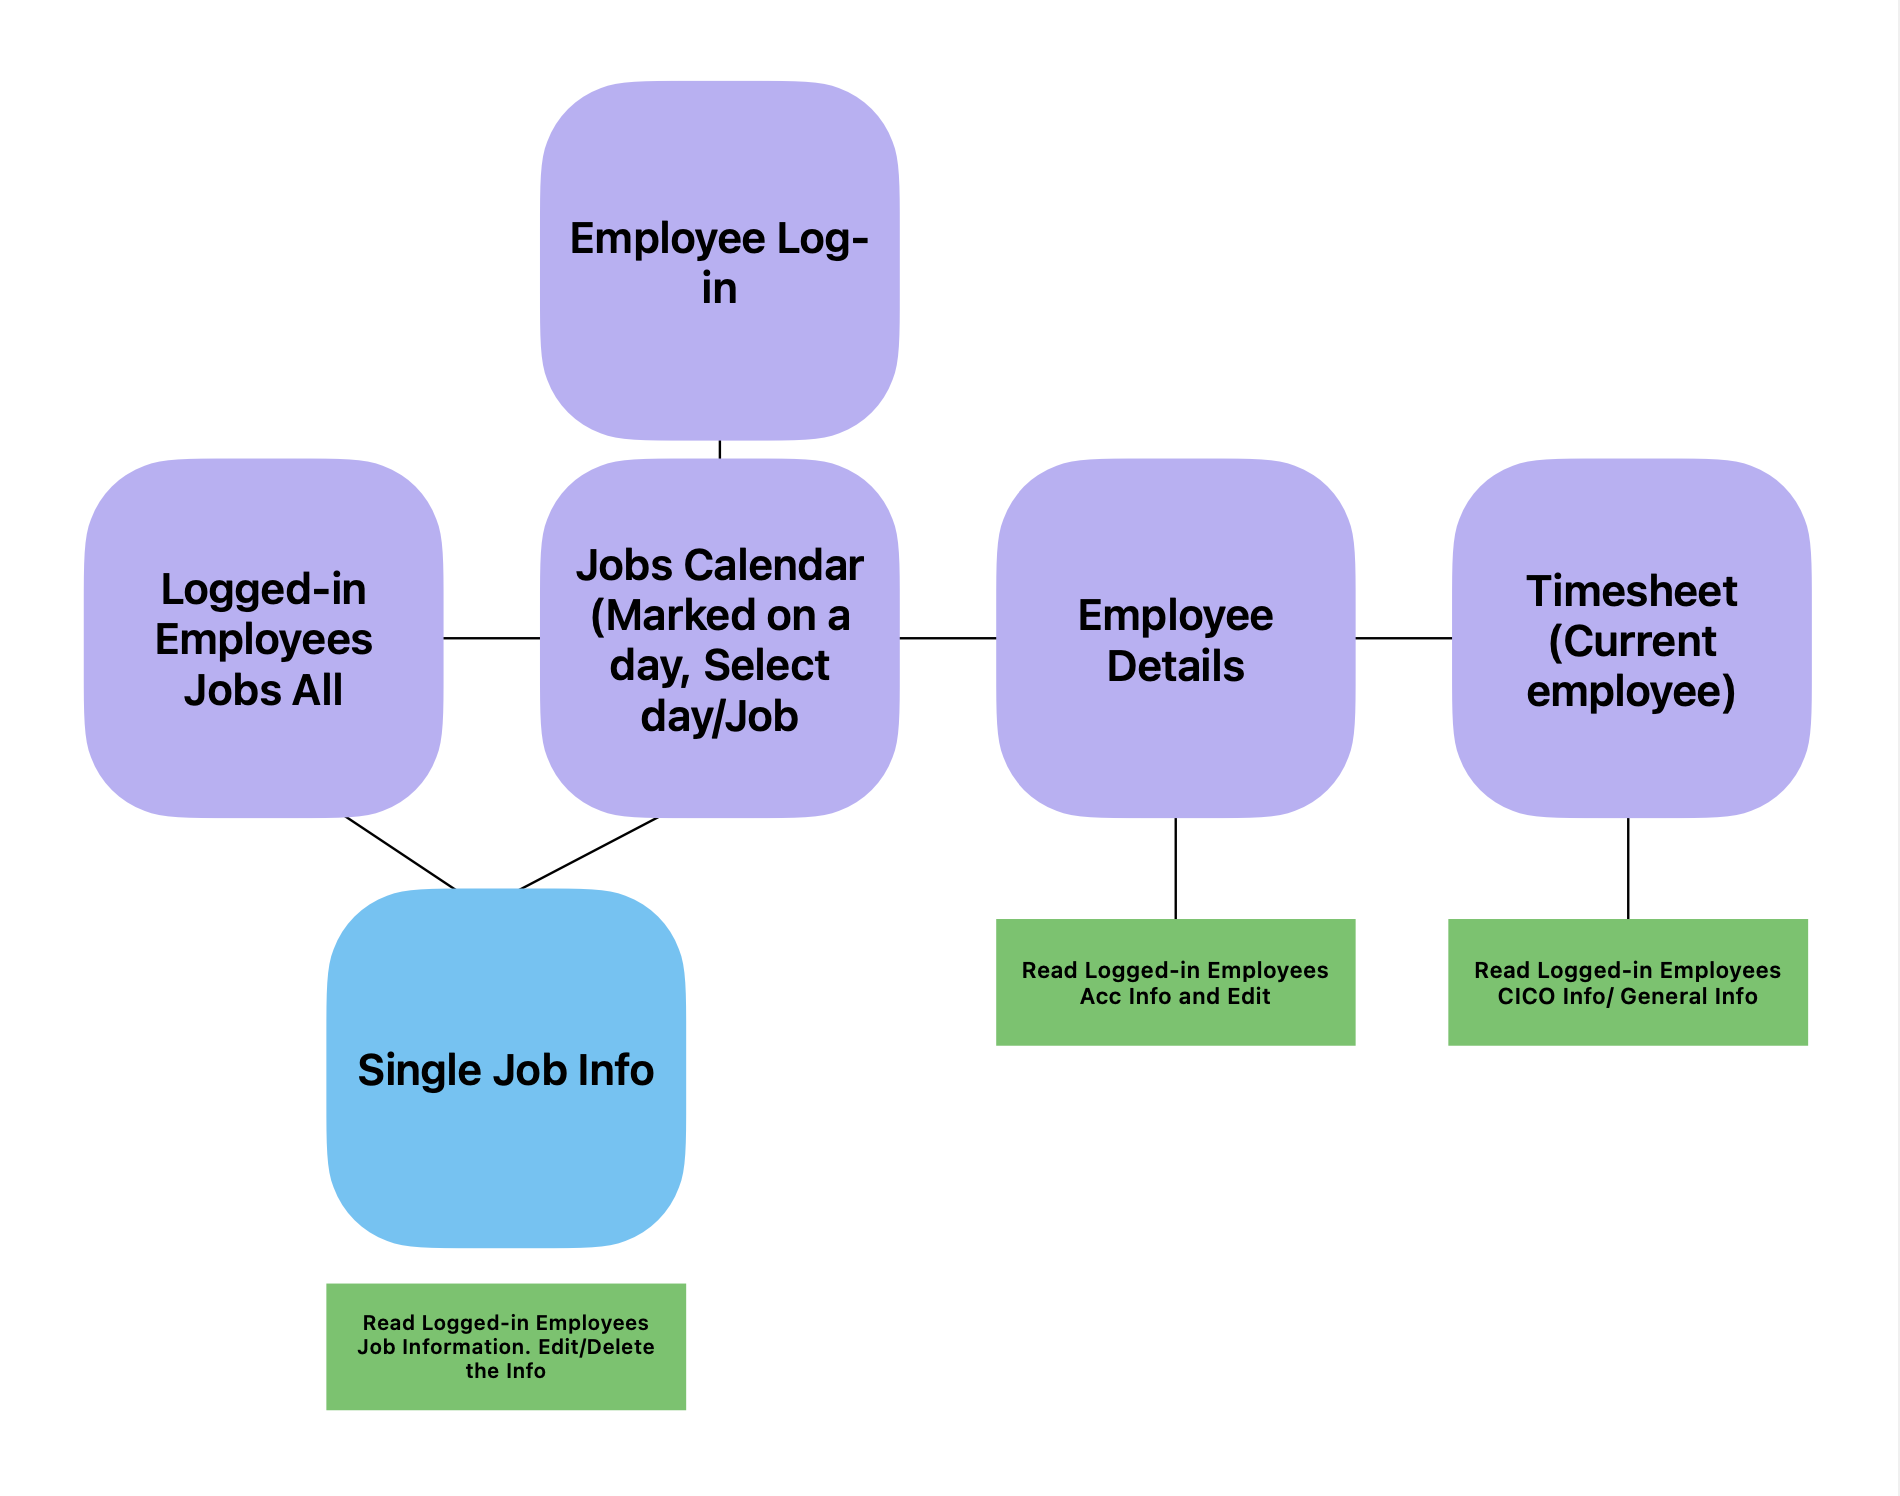 Employee Log-
in
Logged-in
Employees
Jobs All
Jobs Calendar
(Marked on a
day, Select
day/Job
Employee
Details
Timesheet
(Current
employee)
Single Job Info
Read Logged-in Employees
Acc Info and Edit
Read Logged-in Employees
CICO Info/ General Info
Read Logged-in Employees
Job Information. Edit/Delete
the Info